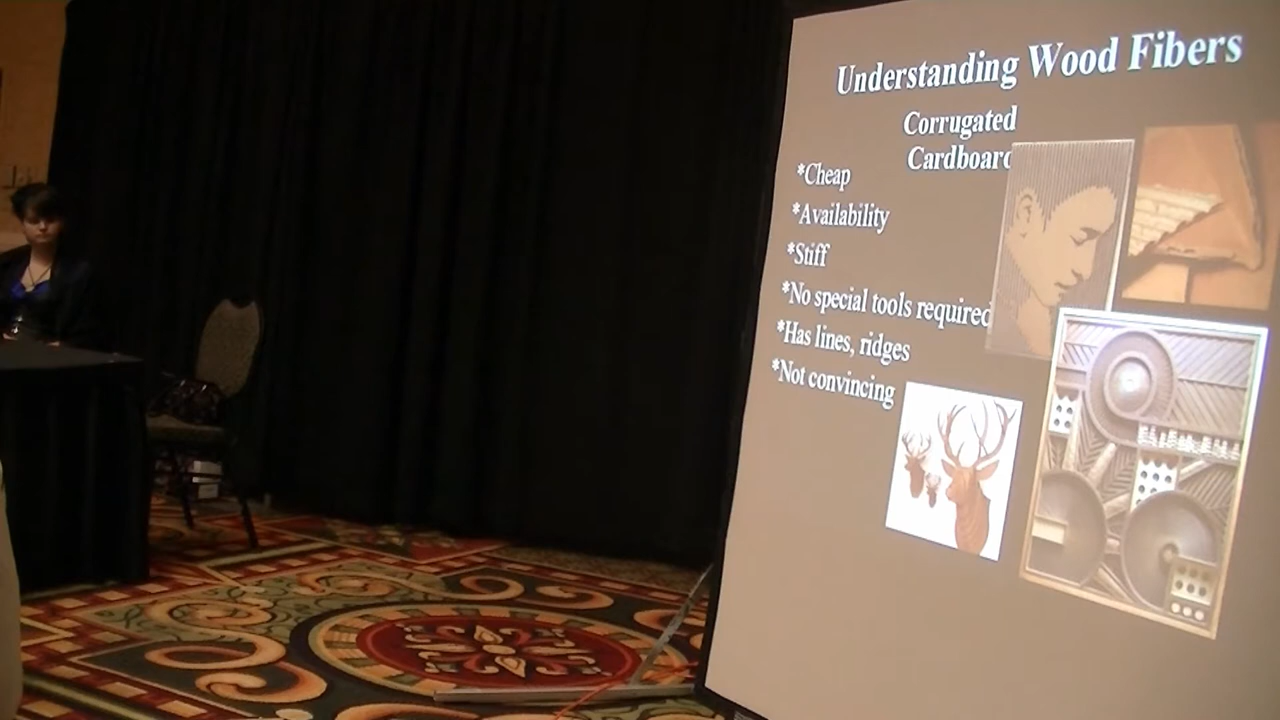 Understanding Wood Fibers
Corrugated
Cardboard
*Cheap
*Availability
*Stiff
*No special tools required
*Has lines, ridges
*Not convincing